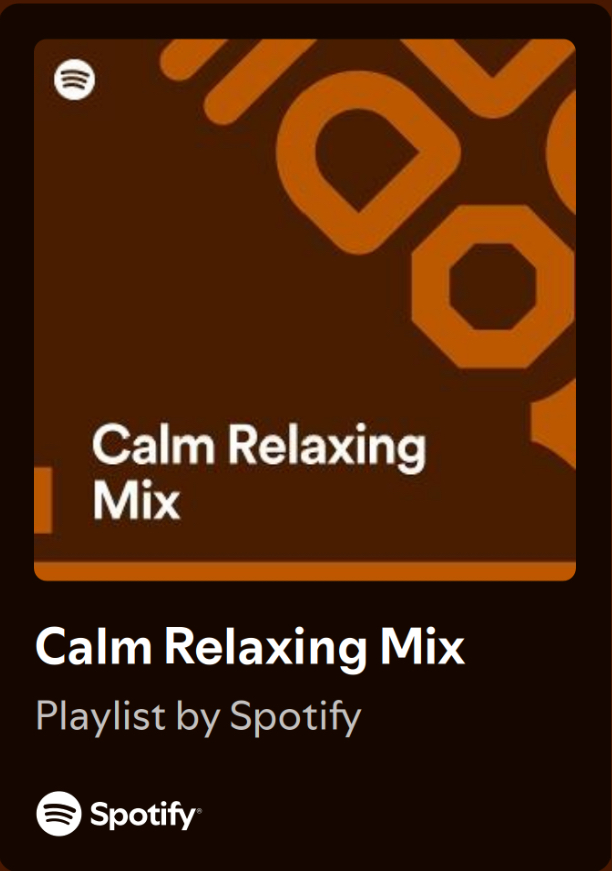 Calm Relaxing
Mix
Calm Relaxing Mix
Playlist by Spotify
Spotify®